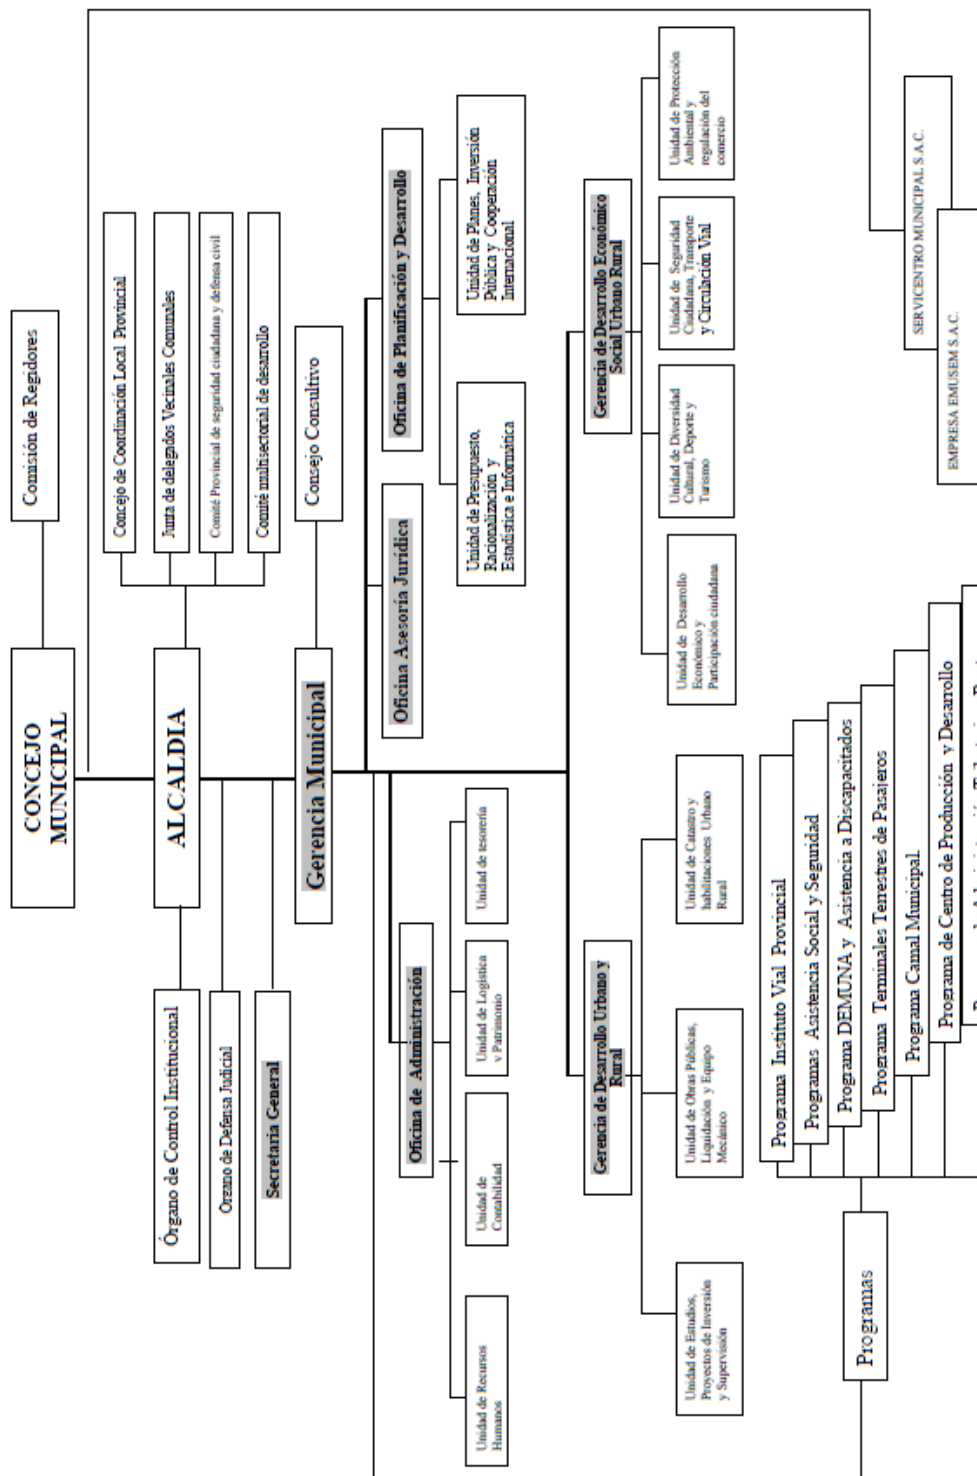 CONCEJO
MUNICIPAL
Comisión de Regidores
ALCALDIA
Concejo de Coordinación Local Provincial
Junta de delegados Vecinales Comunales
Comité Provincial de seguridad ciudadana y defensa civil
Comité multisectorial de desarrollo
Órgano de Control Institucional
Órgano de Defensa Judicial
Secretaria General
Gerencia Municipal
Consejo Consultivo
Oficina de Administración
Oficina Asesoría Jurídica
Oficina de Planificación y Desarrollo
Unidad de Recursos
Humanos
Unidad de
Contabilidad
Unidad de Logística
y Patrimonio
Unidad de tesorería
Unidad de Presupuesto,
Racionalización y
Estadística e Informática
Unidad de Planes, Inversión
Pública y Cooperación
Internacional
Gerencia de Desarrollo Urbano y
Rural
Gerencia de Desarrollo Económico
Social Urbano Rural
Unidad de Estudios,
Proyectos de Inversión
y Supervisión
Unidad de Obras Públicas,
Liquidación y Equipo
Mecánico
Unidad de Catastro y
habilitaciones Urbano
Rural
Unidad de Desarrollo
Económico y
Participación ciudadana
Unidad de Diversidad
Cultural, Deporte y
Turismo
Unidad de Seguridad
Ciudadana, Transporte
y Circulación Vial
Unidad de Protección
Ambiental y
regulación del
comercio
Programas
Programa Instituto Vial Provincial
Programas Asistencia Social y Seguridad
Programa DEMUNA y Asistencia a Discapacitados
Programa Terminales Terrestres de Pasajeros
Programa Camal Municipal.
Programa de Centro de Producción y Desarrollo
SERVICENTRO MUNICIPAL S.A.C.
EMPRESA EMUSEM S.A.C.